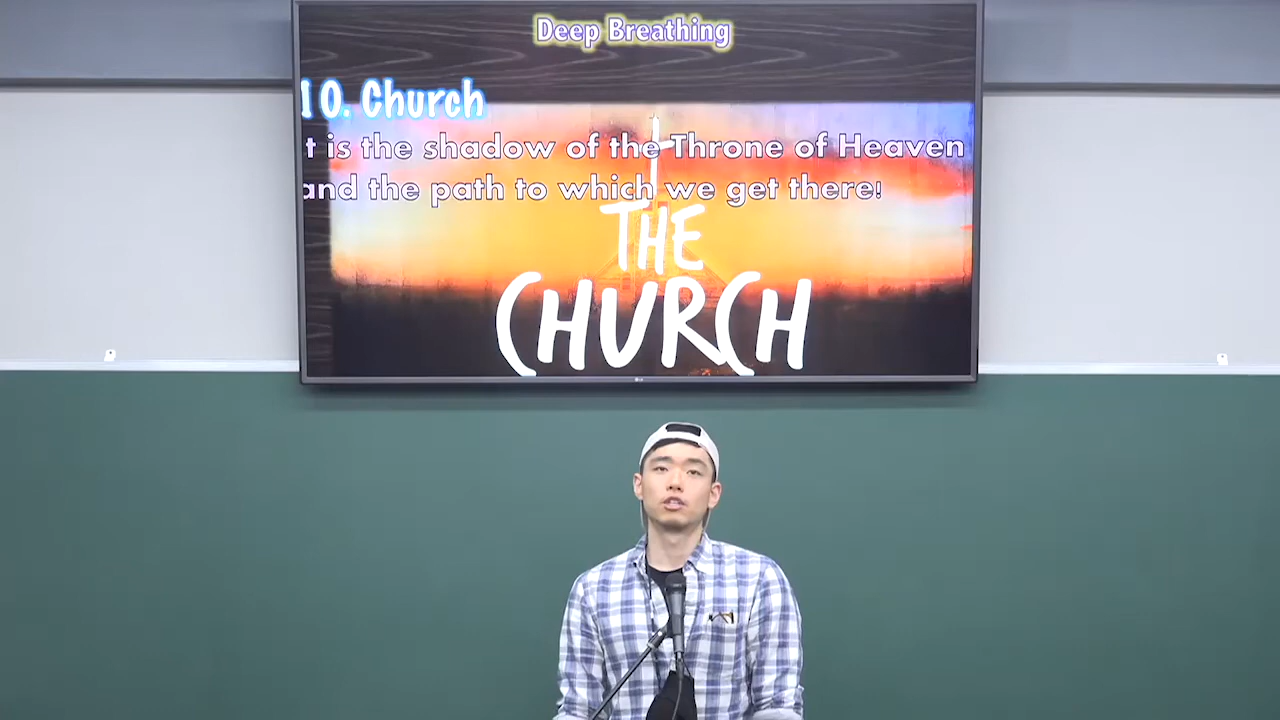 Deep Breathing
10. Church
t is the shadow of the Throne of Heaven
and the path to which we get there!
THE
CHURCH
LG